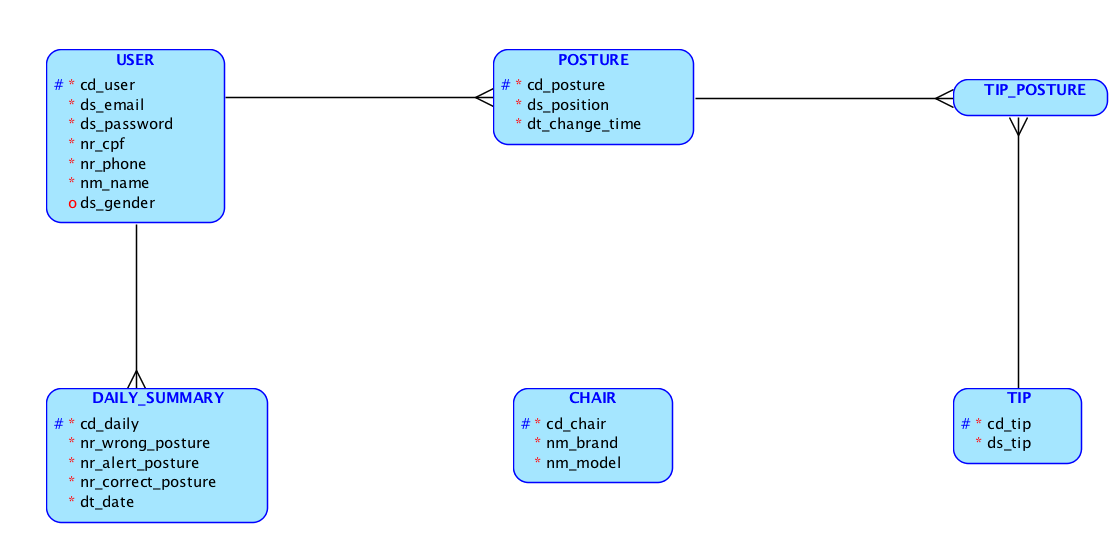 USER
# * cd_user
* ds_email
* ds_password
* nr_cpf
* nr_phone
* nm_name
o ds_gender
POSTURE
# * cd_posture
* ds_position
* dt_change_time
TIP_POSTURE
DAILY_SUMMARY
# * cd_daily
* nr_wrong_posture
* nr_alert_posture
* nr_correct_posture
* dt_date
CHAIR
# * cd_chair
* nm_brand
* nm_model
TIP
# * cd_tip
* ds_tip